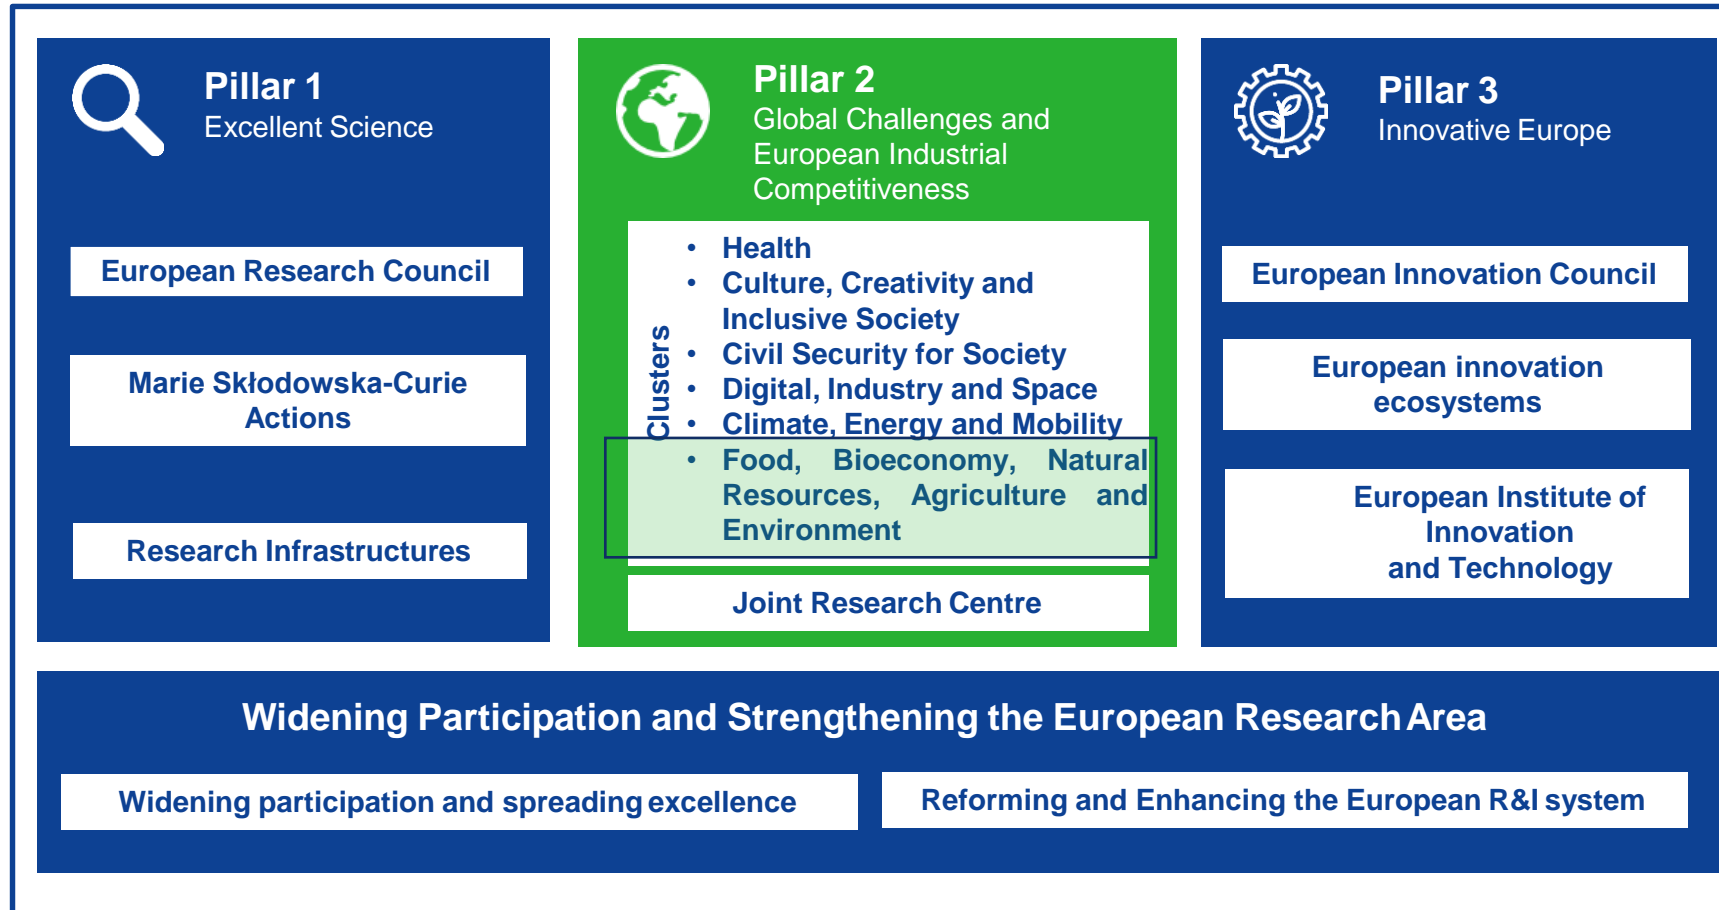 Pillar 1
Excellent Science
European Research Council
Marie Skłodowska-Curie
Actions
Research Infrastructures
Pillar 2
Global Challenges and
European Industrial
Competitiveness
Clusters
• Health
• Culture, Creativity and
Inclusive Society
• Civil Security for Society
• Digital, Industry and Space
• Climate, Energy and Mobility
• Food, Bioeconomy, Natural
Resources, Agriculture and
Environment
Joint Research Centre
Pillar 3
Innovative Europe
European Innovation Council
European innovation
ecosystems
European Institute of
Innovation
and Technology
Widening Participation and Strengthening the European Research Area
Widening participation and spreading excellence
Reforming and Enhancing the European R&I system